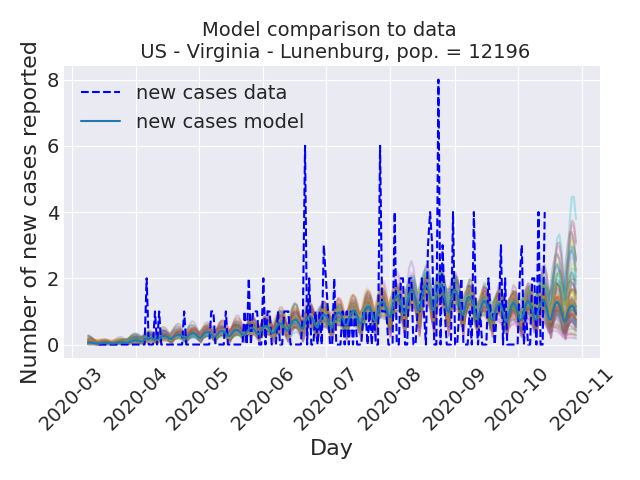 Model comparison to data
US - Virginia - Lunenburg, pop. = 12196
Number of new cases reported
8
6
4
2
0
new cases data
new cases model
2020-03
2020-04
2020-05
2020-06
2020-07
2020-08
2020-09
2020-10
2020-11
Day